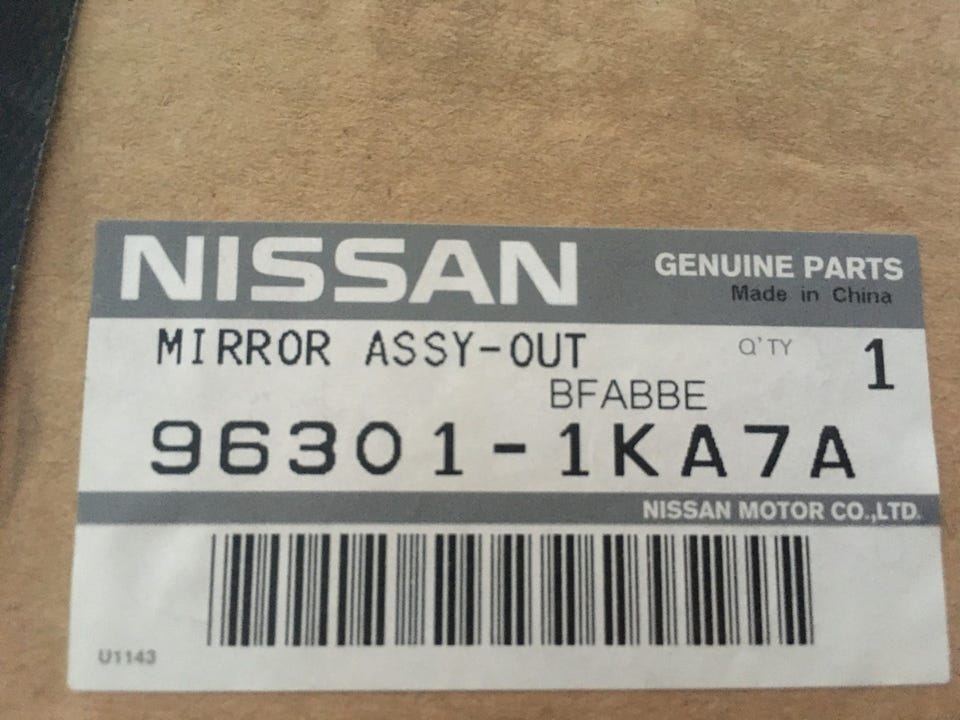 NISSAN
GENUINE PARTS
Made in China
MIRROR ASSY-OUT
Q'TY 1
BFABBE
96301-1KA7A
NISSAN MOTOR CO.,LTD.
U1143